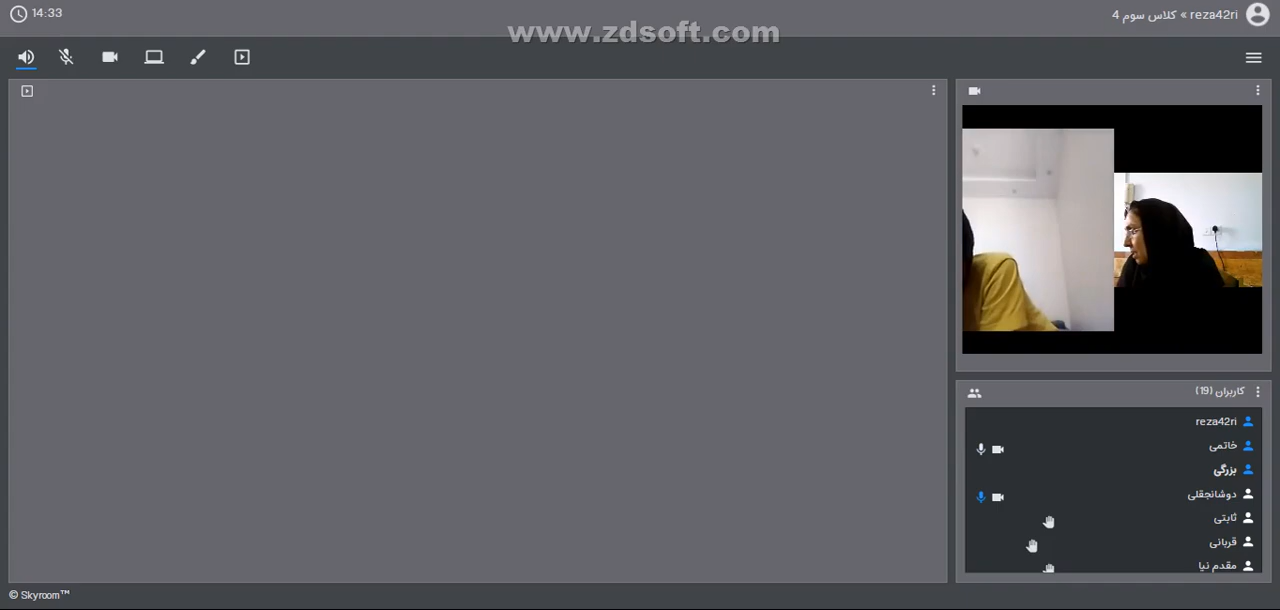 14:33
www.zdsoft.com
reza42ri » کلاس سوم 4
کاربران (19)
reza42ri
خاتمی
بزرگی
دوشانجقلی
ثابتی
قربانی
مقدم نیا
© Skyroom™